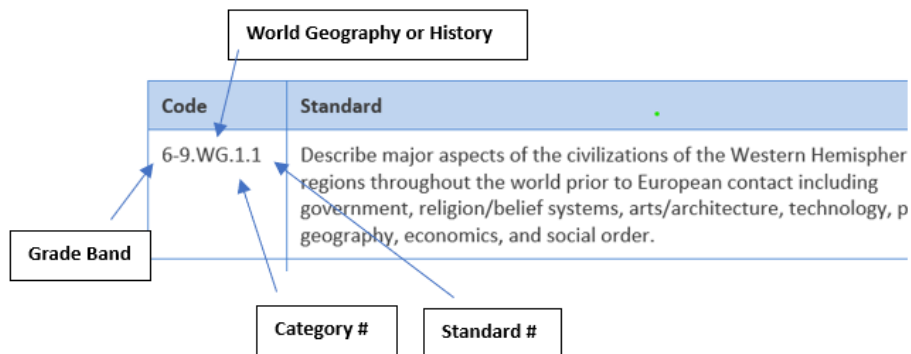 World Geography or History
Code Standard
6-9.WG.1.1 Describe major aspects of the civilizations of the Western
regions throughout the world prior to European contact including
government, religion/belief systems, arts/architecture, technology,
geography, economics, and social order.
Grade Band
Category # Standard #